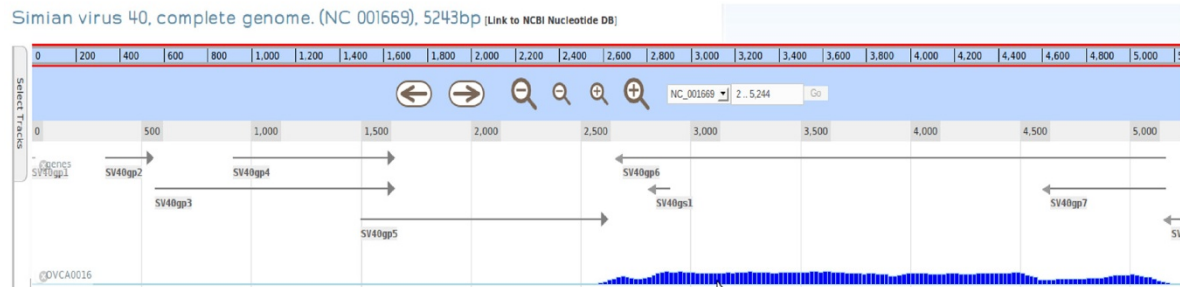 Simian virus 40, complete genome. (NC 001669), 5243bp [Link to NCBI Nucleotide DB]
Select Tracks
0 200 400 600 800 1,000 1,200 1,400 1,600 1,800 2,000 2,200 2,400 2,600 2,800 3,000 3,200 3,400 3,600 3,800 4,000 4,200 4,400 4,600 4,800 5,000
NC_001669 2..5,244 Go
0 500 1,000 1,500 2,000 2,500 3,000 3,500 4,000 4,500 5,000
genes
SV40gp1 SV40gp2 SV40gp4 SV40gp6
SV40gp3 SV40gs1 SV40gp7
SV40gp5 SV
OVCA0016